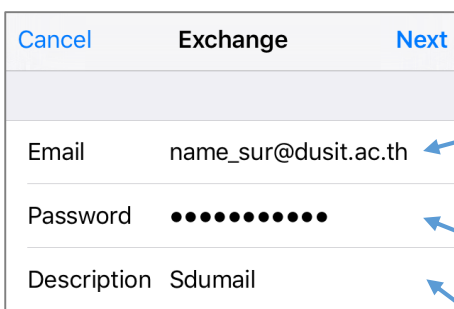 Cancel Exchange Next
Email name_sur@dusit.ac.th
Password ●●●●●●●●●●●
Description Sdumail